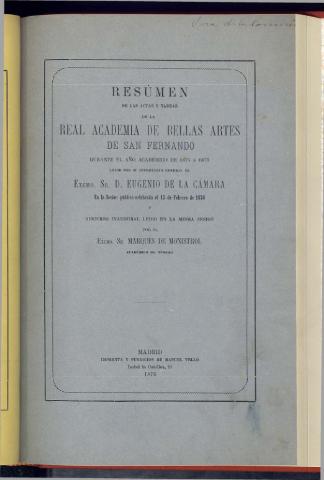 RESÚMEN
DE LAS ACTAS Y TAREAS
DE LA
REAL ACADEMIA DE BELLAS ARTES
DE SAN FERNANDO
DURANTE EL AÑO ACADÉMICO DE 1874 A 1875
LEIDO POR SU SECRETARIO GENERAL EL
EXCMO. SR. D. EUGENIO DE LA CÁMARA
En la Sesion pública celebrada el 13 de Febrero de
Y
DISCURSO INAUGURAL LEIDO EN LA MISMA SESION
POR EL
EXCMO. SR. MARQUÉS DE MONISTROL
ACADÉMICO DE NÚMERO
MADRID
IMPRENTA Y FUNDICION DE MANUEL TELLO
Isabel la Católica, 23